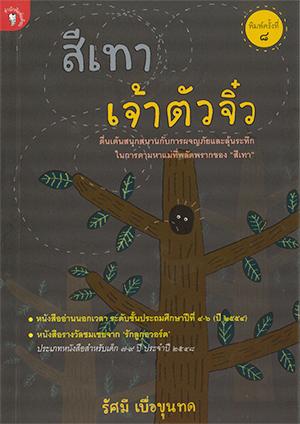 พิมพ์ครั้งที่
๘
สีเทา
เจ้าตัวจิ๋ว
ตื่นเต้นสนุกสนานกับการผจญภัยและลุ้นระทึก
ในการตามหาแม่ที่พลัดพรากของ "สีเทา"
• หนังสืออ่านนอกเวลา ระดับชั้นประถมศึกษาปีที่ ๔-๖ (ปี ๒๕๕๔)
• หนังสือรางวัลชมเชยจาก 'รักลูกอวอร์ด'
ประเภทหนังสือสำหรับเด็ก ๗-๙ ปี ประจำปี ๒๕๔๘
รัศมี เผื่อขุนทด